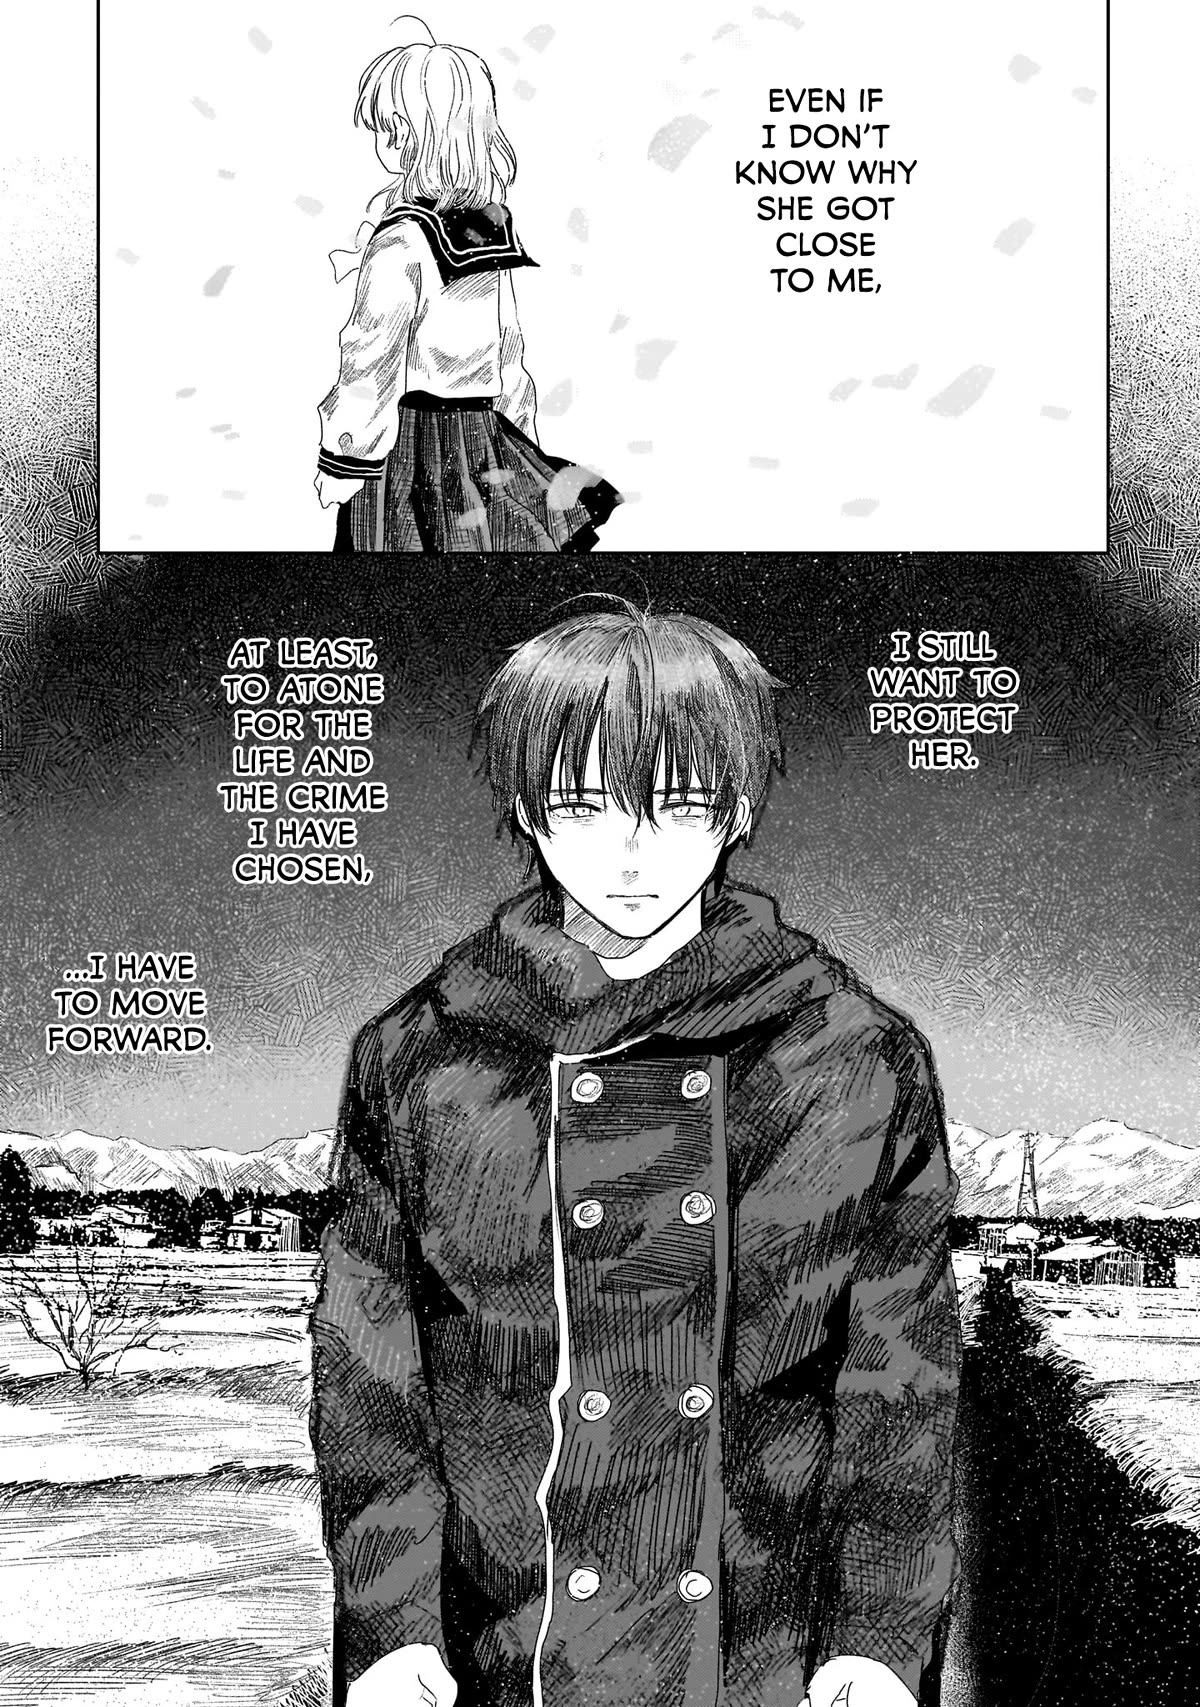 EVEN IF
I DON'T
KNOW WHY
SHE GOT
CLOSE
TO ME,
I STILL
WANT TO
PROTECT
HER.
AT LEAST,
TO ATONE
FOR THE
LIFE AND
THE CRIME
I HAVE
CHOSEN,
...I HAVE
TO MOVE
FORWARD.